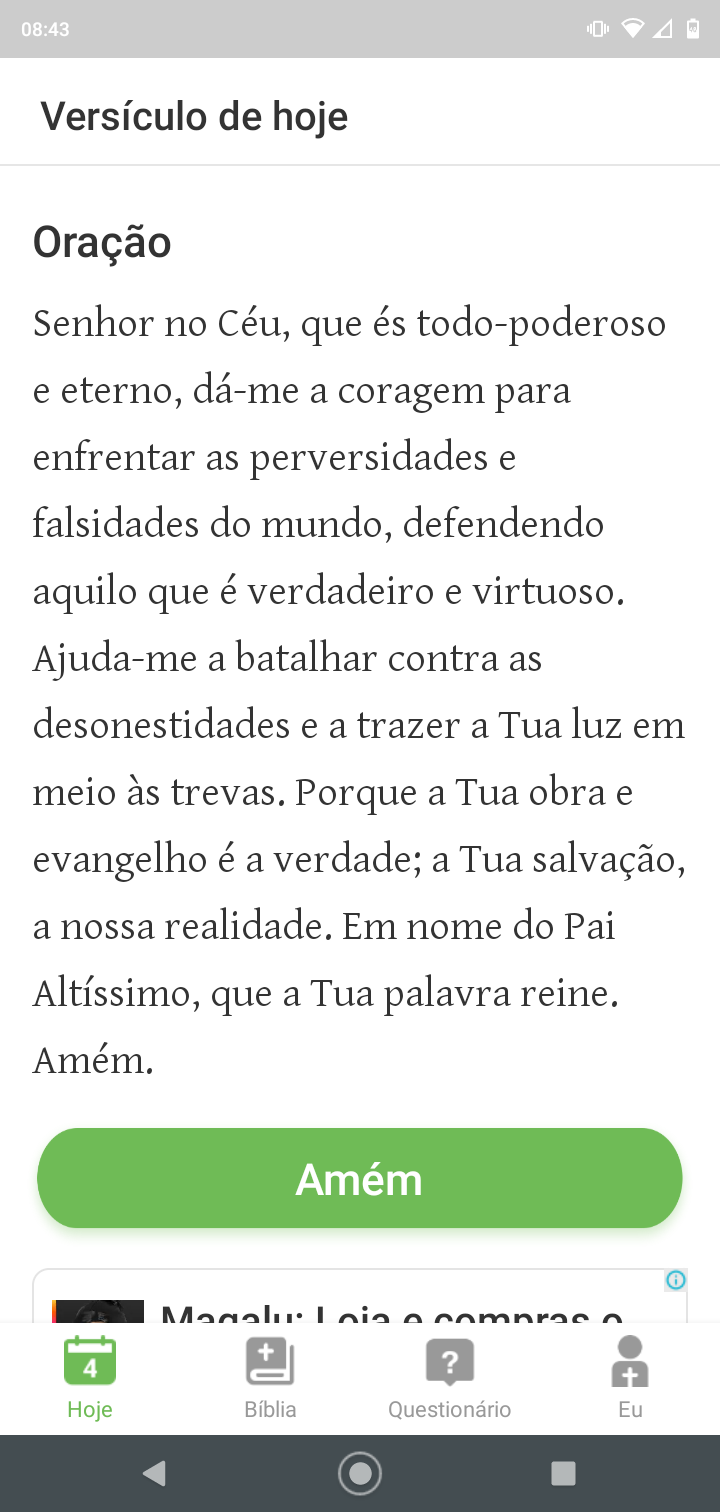 08:43
Versículo de hoje
Oração
Senhor no Céu, que és todo-poderoso
e eterno, dá-me a coragem para
enfrentar as perversidades e
falsidades do mundo, defendendo
aquilo que é verdadeiro e virtuoso.
Ajuda-me a batalhar contra as
desonestidades e a trazer a Tua luz em
meio às trevas. Porque a Tua obra e
evangelho é a verdade; a Tua salvação,
a nossa realidade. Em nome do Pai
Altíssimo, que a Tua palavra reine.
Amém.
Amém
Magalu: Loja e compras o
4
?
Hoje
Bíblia
Questionário
Eu